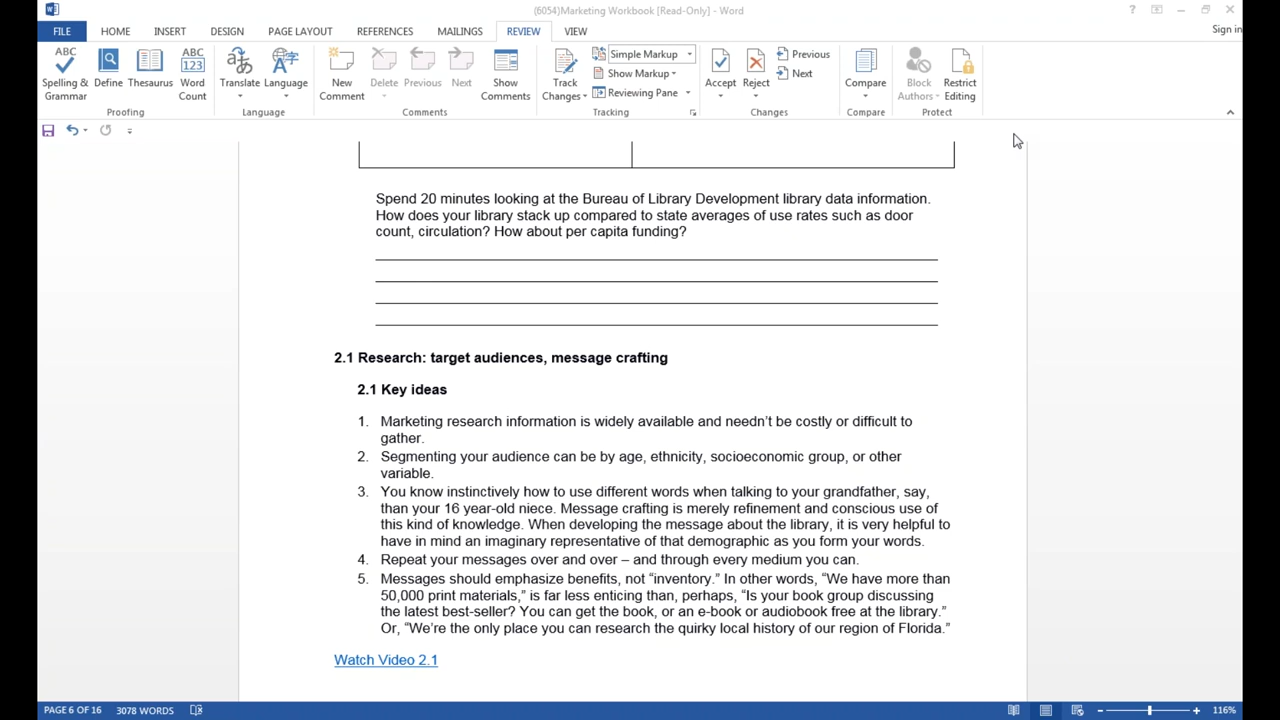 (6054)Marketing Workbook [Read-Only] - Word
?
FILE HOME INSERT DESIGN PAGE LAYOUT REFERENCES MAILINGS REVIEW VIEW Sign in
ABC Spelling & Grammar
Define
Thesaurus
ABC 123 Word Count
Translate
Language
New Comment
Delete
Previous
Next
Show Comments
Track Changes
Simple Markup
Show Markup
Reviewing Pane
Accept
Reject
Previous
Next
Compare
Block Authors
Restrict Editing
Proofing Language Comments Tracking Changes Compare Protect
Spend 20 minutes looking at the Bureau of Library Development library data information.
How does your library stack up compared to state averages of use rates such as door
count, circulation? How about per capita funding?
2.1 Research: target audiences, message crafting
2.1 Key ideas
1. Marketing research information is widely available and needn’t be costly or difficult to
gather.
2. Segmenting your audience can be by age, ethnicity, socioeconomic group, or other
variable.
3. You know instinctively how to use different words when talking to your grandfather, say,
than your 16 year-old niece. Message crafting is merely refinement and conscious use of
this kind of knowledge. When developing the message about the library, it is very helpful to
have in mind an imaginary representative of that demographic as you form your words.
4. Repeat your messages over and over – and through every medium you can.
5. Messages should emphasize benefits, not “inventory.” In other words, “We have more than
50,000 print materials,” is far less enticing than, perhaps, “Is your book group discussing
the latest best-seller? You can get the book, or an e-book or audiobook free at the library.”
Or, “We’re the only place you can research the quirky local history of our region of Florida.”
Watch Video 2.1
PAGE 6 OF 16 3078 WORDS 116%